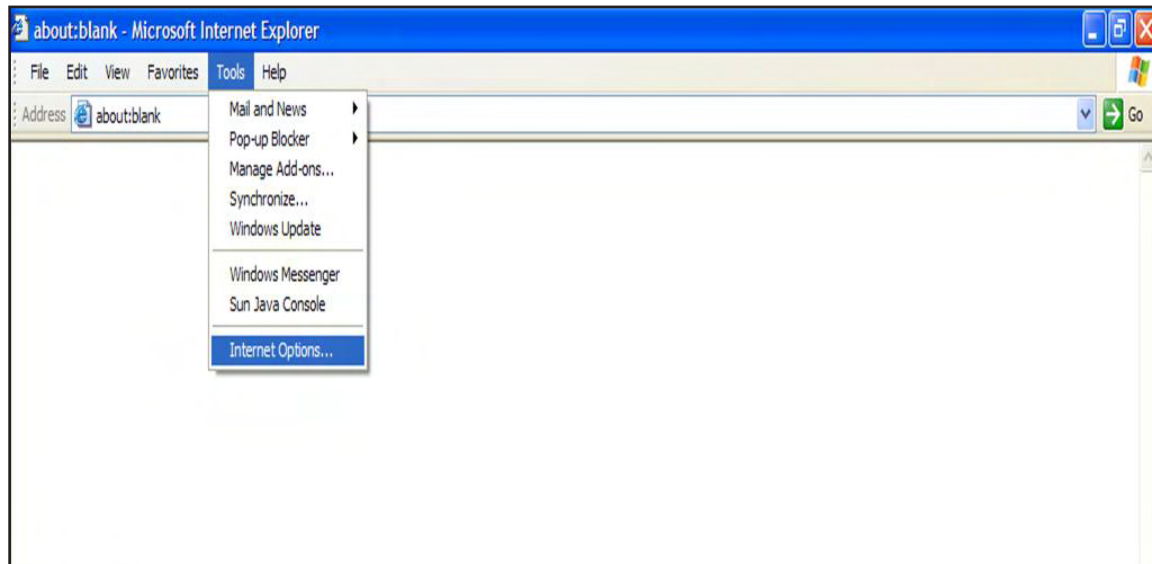 about:blank - Microsoft Internet Explorer
File Edit View Favorites Tools Help
Address about:blank Go
Mail and News
Pop-up Blocker
Manage Add-ons...
Synchronize...
Windows Update
Windows Messenger
Sun Java Console
Internet Options...